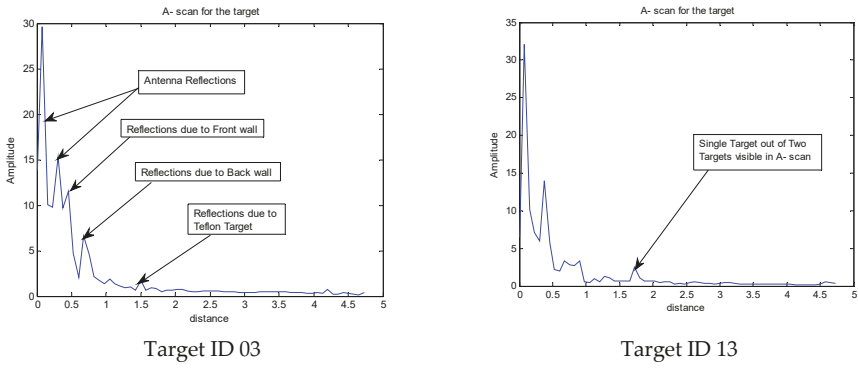 A- scan for the target
30
25
20
15
10
5
0
Amplitude
Antenna Reflections
Reflections due to Front wall
Reflections due to Back wall
Reflections due to
Teflon Target
0 0.5 1 1.5 2 2.5 3 3.5 4 4.5 5
distance
Target ID 03
A- scan for the target
35
30
25
20
15
10
5
0
Amplitude
Single Target out of Two
Targets visible in A- scan
0 0.5 1 1.5 2 2.5 3 3.5 4 4.5 5
distance
Target ID 13